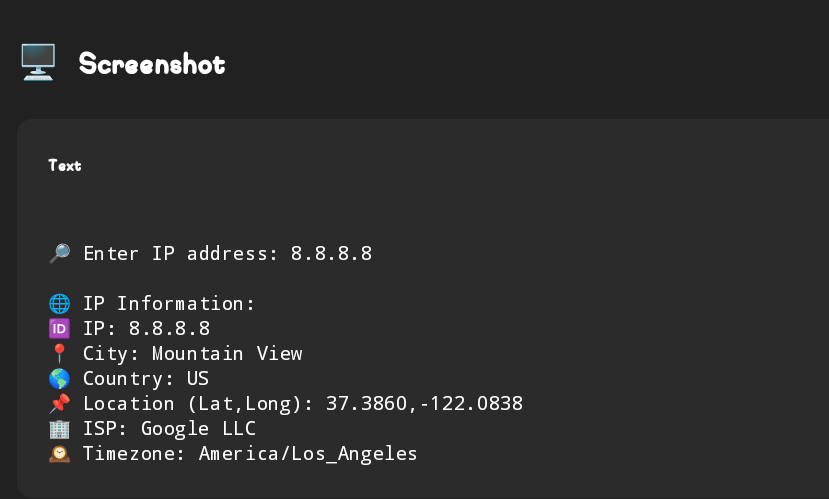 🖥️ Screenshot
Text
🔎 Enter IP address: 8.8.8.8
🌐 IP Information:
🆔 IP: 8.8.8.8
📍 City: Mountain View
🌎 Country: US
📌 Location (Lat,Long): 37.3860,-122.0838
🏢 ISP: Google LLC
🕰️ Timezone: America/Los_Angeles